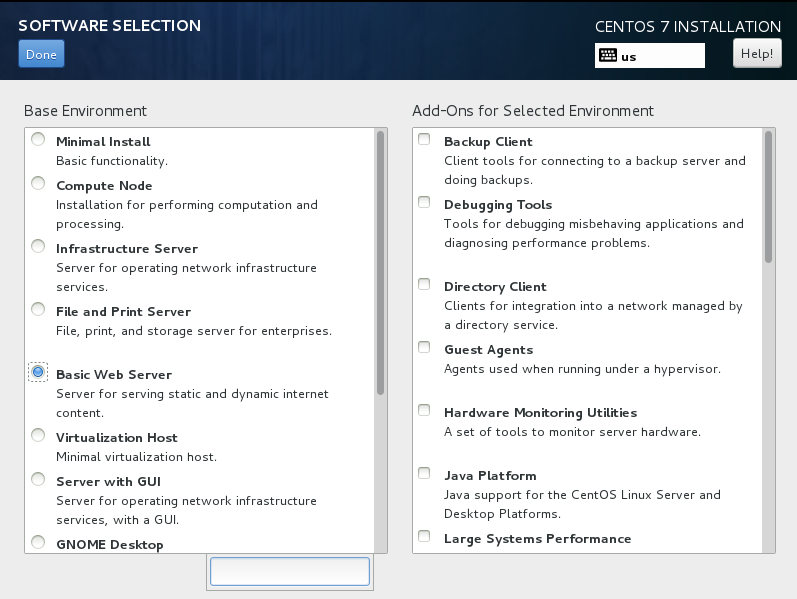 SOFTWARE SELECTION
CENTOS 7 INSTALLATION
Done
us
Help!
Base Environment
Minimal Install
Basic functionality.
Compute Node
Installation for performing computation and
processing.
Infrastructure Server
Server for operating network infrastructure
services.
File and Print Server
File, print, and storage server for enterprises.
Basic Web Server
Server for serving static and dynamic internet
content.
Virtualization Host
Minimal virtualization host.
Server with GUI
Server for operating network infrastructure
services, with a GUI.
GNOME Desktop
Add-Ons for Selected Environment
Backup Client
Client tools for connecting to a backup server and
doing backups.
Debugging Tools
Tools for debugging misbehaving applications and
diagnosing performance problems.
Directory Client
Clients for integration into a network managed by
a directory service.
Guest Agents
Agents used when running under a hypervisor.
Hardware Monitoring Utilities
A set of tools to monitor server hardware.
Java Platform
Java support for the CentOS Linux Server and
Desktop Platforms.
Large Systems Performance